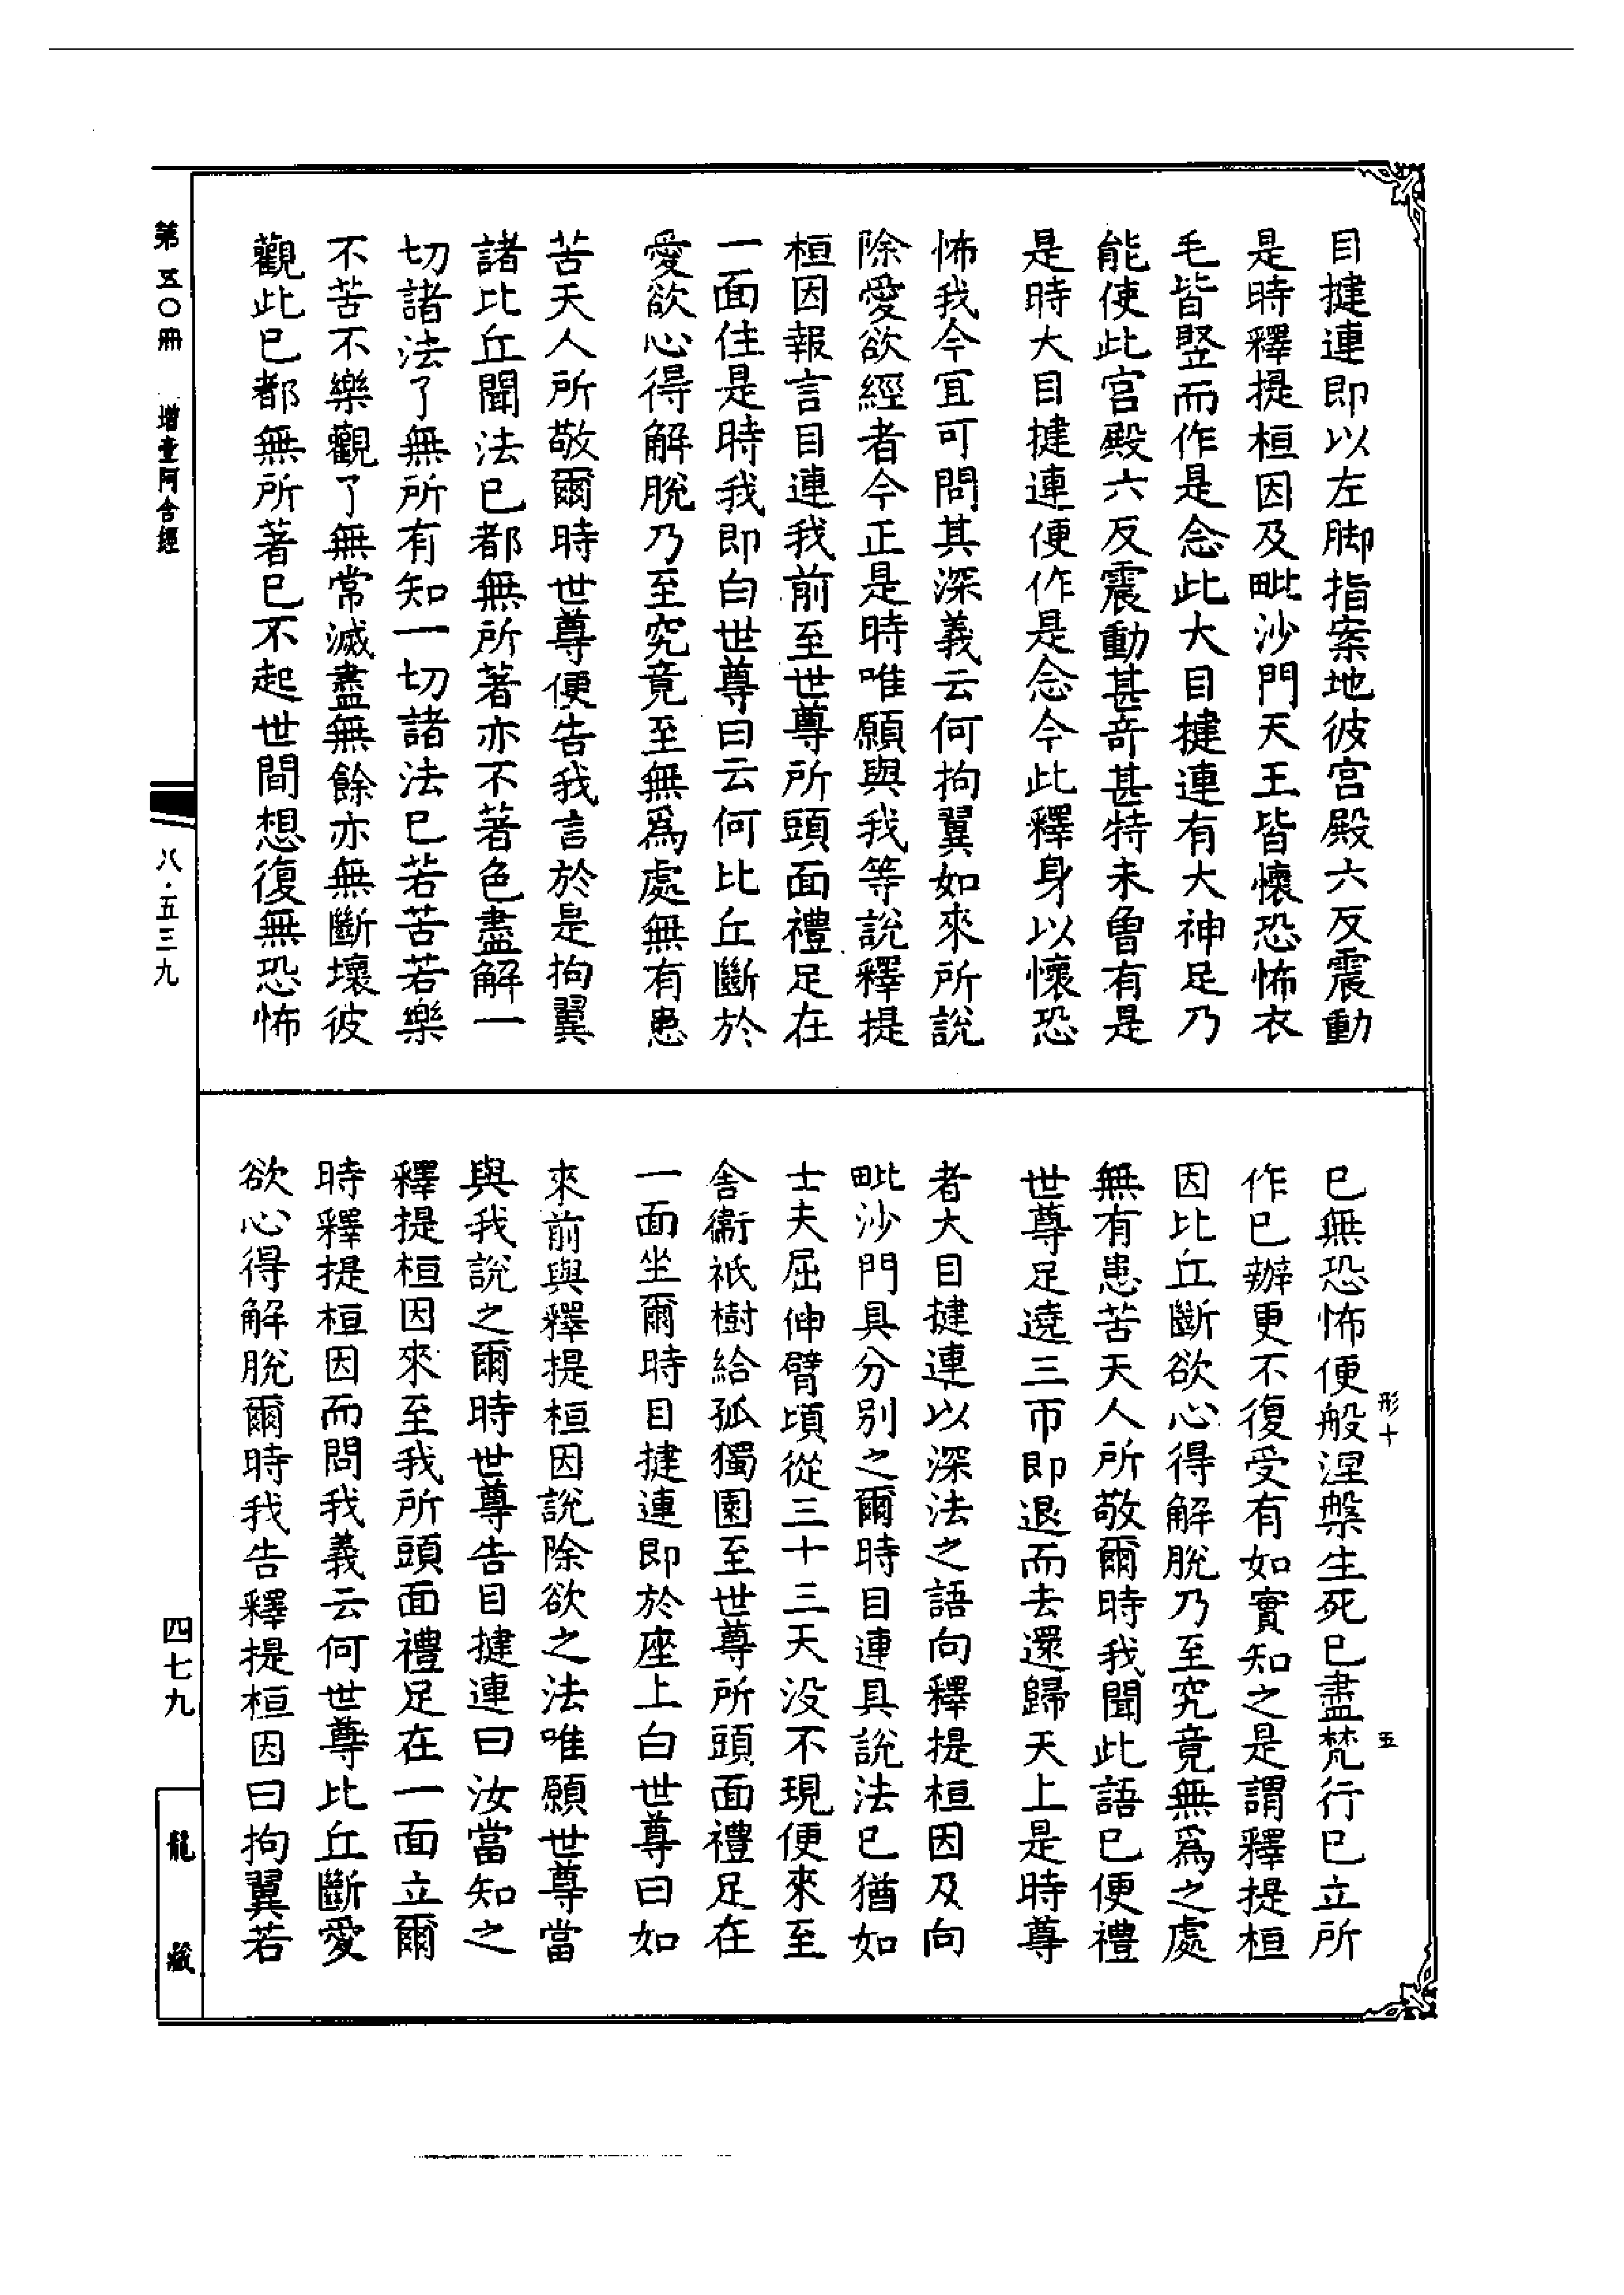 目揵連即以左脚指案地彼宮殿六反震動
是時釋提桓因及毗沙門天王皆懷恐怖衣
毛皆竪而作是念此大目揵連有大神足乃
能使此宮殿六反震動甚奇甚特未曾有是
是時大目揵連便作是念今此釋身以懷恐
怖我今宜可問其深義云何拘翼如來所說
除愛欲經者今正是時唯願與我等說釋提
桓因報言目連我前至世尊所頭面禮足在
一面住是時我即白世尊曰云何比丘斷於
愛欲心得解脫乃至究竟至無爲處無有患
苦天人所敬爾時世尊便告我言於是拘翼
諸比丘聞法已都無所著亦不著色盡解一
切諸法了無所有知一切諸法已若苦若樂
不苦不樂觀了無常滅盡無餘亦無斷壞彼
觀此已都無所著已不起世間想復無恐怖
已無恐怖便般涅槃生死已盡梵行已立所
作已辦更不復受有如實知之是謂釋提桓
因比丘斷欲心得解脫乃至究竟無爲之處
無有患苦天人所敬爾時我聞此語已便禮
世尊足遶三帀即退而去還歸天上是時尊
者大目揵連以深法之語向釋提桓因及向
毗沙門具分別之爾時目連具說法已猶如
士夫屈伸臂頃從三十三天没不現便來至
舍衞祇樹給孤獨園至世尊所頭面禮足在
一面坐爾時目揵連即於座上白世尊曰如
來前與釋提桓因說除欲之法唯願世尊當
與我說之爾時世尊告目揵連曰汝當知之
釋提桓因來至我所頭面禮足在一面立爾
時釋提桓因而問我義云何世尊比丘斷愛
欲心得解脫爾時我告釋提桓因曰拘翼若
形十
五
第五〇冊 增壹阿含經
八·五三九
四七九
龍藏